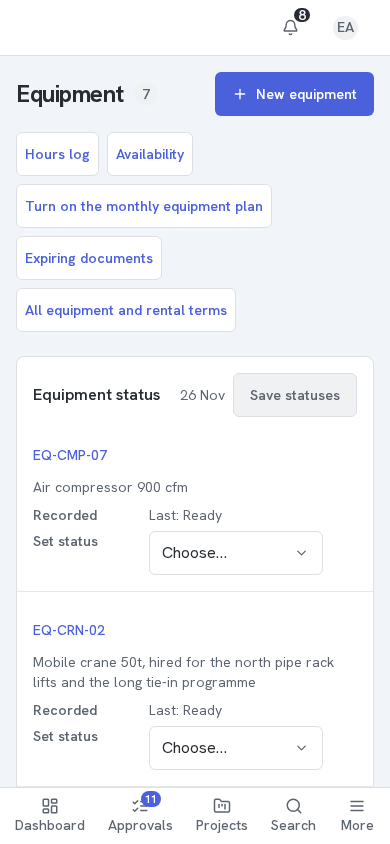 8
EA
Equipment 7
New equipment
Hours log
Availability
Turn on the monthly equipment plan
Expiring documents
All equipment and rental terms
Equipment status
26 Nov
Save statuses
EQ-CMP-07
Air compressor 900 cfm
Recorded
Last: Ready
Set status
Choose...
EQ-CRN-02
Mobile crane 50t, hired for the north pipe rack
lifts and the long tie-in programme
Recorded
Last: Ready
Set status
Choose...
11
Dashboard
Approvals
Projects
Search
More